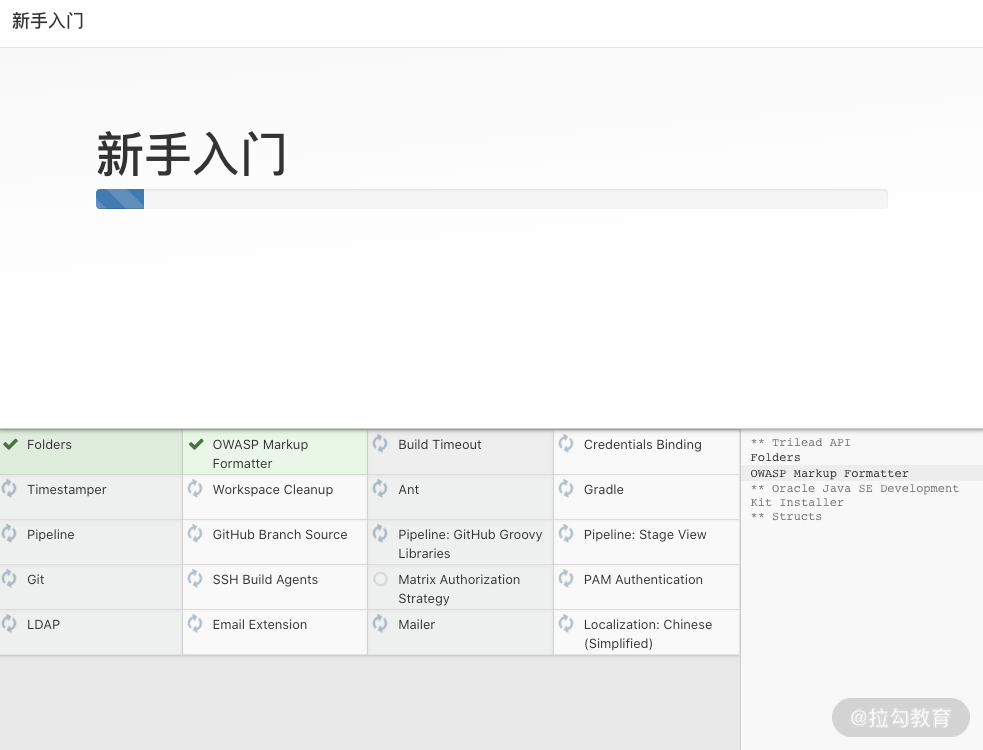 新手入门
新手入门
Folders
OWASP Markup
Formatter
Build Timeout
Credentials Binding
Timestamper
Workspace Cleanup
Ant
Gradle
Pipeline
GitHub Branch Source
Pipeline: GitHub Groovy
Libraries
Pipeline: Stage View
Git
SSH Build Agents
Matrix Authorization
Strategy
PAM Authentication
LDAP
Email Extension
Mailer
Localization: Chinese
(Simplified)
** Trilead API
Folders
OWASP Markup Formatter
** Oracle Java SE Development
Kit Installer
** Structs
@拉勾教育